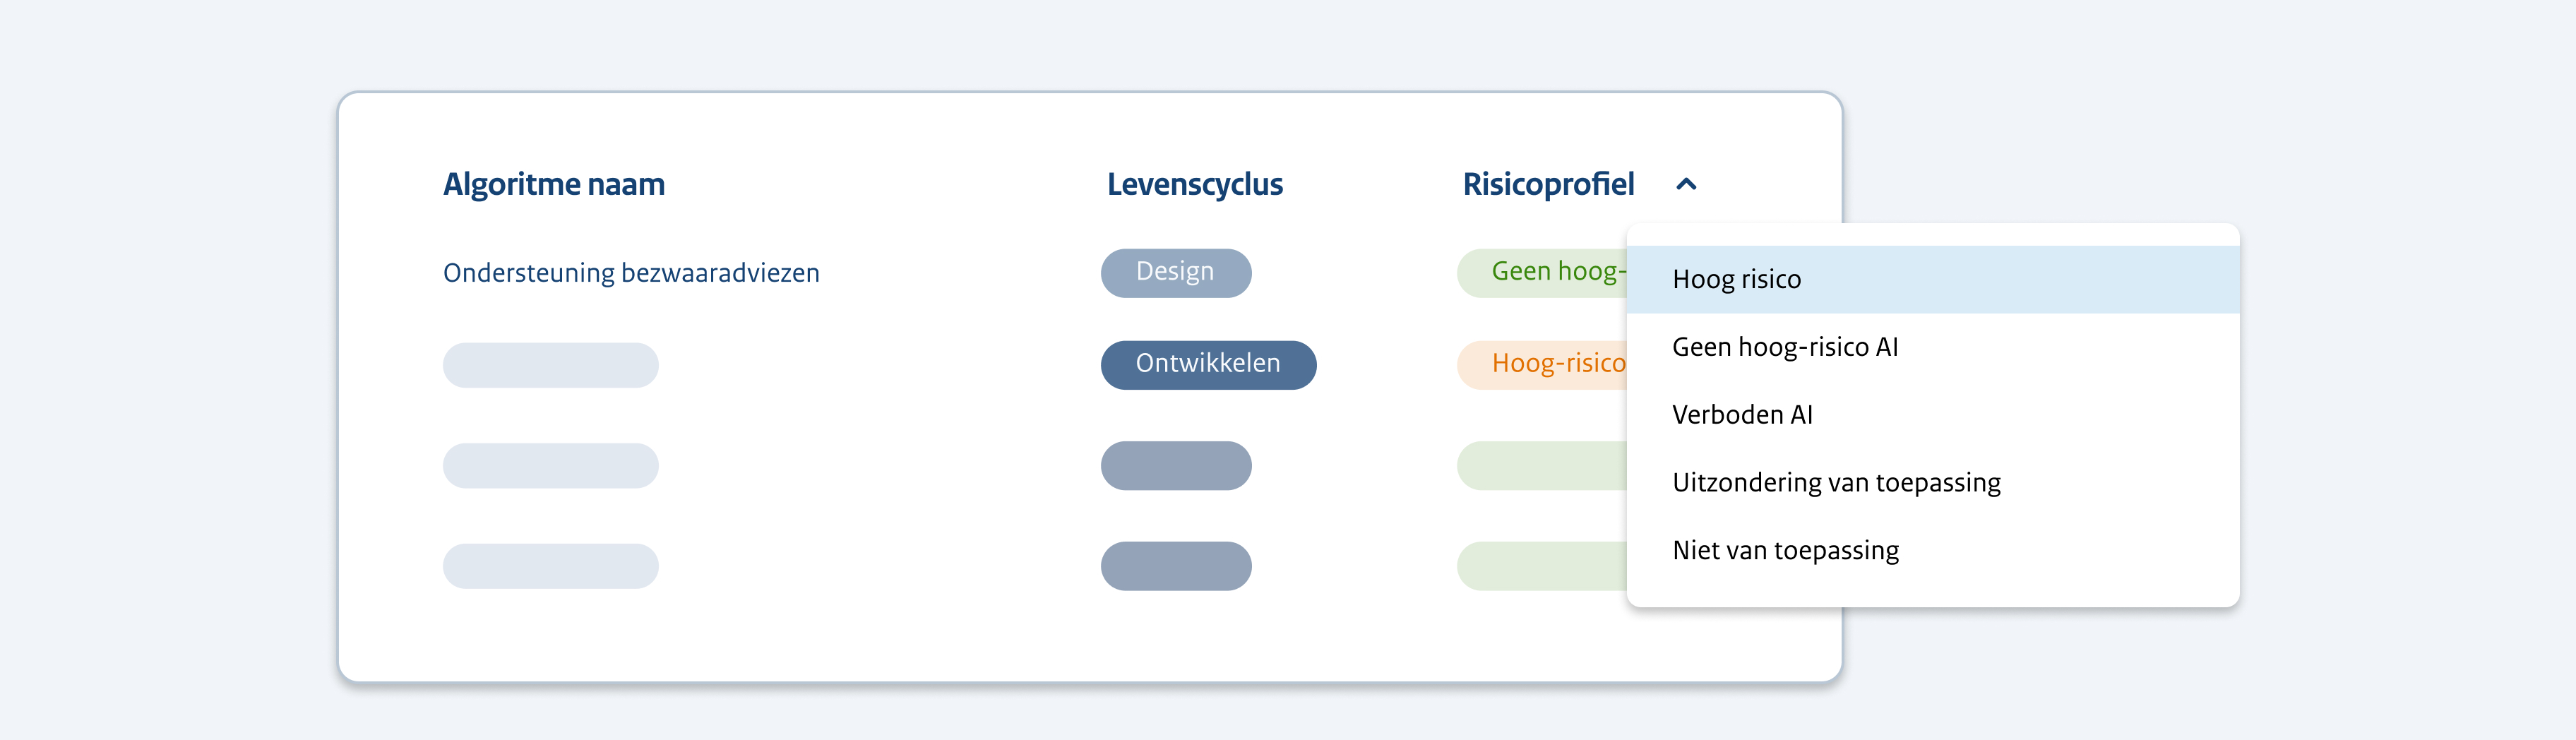 Algoritme naam Levenscyclus Risicoprofiel
Ondersteuning bezwaaradviezen Design Geen hoog-
Ontwikkelen Hoog-risico
Hoog risico
Geen hoog-risico AI
Verboden AI
Uitzondering van toepassing
Niet van toepassing